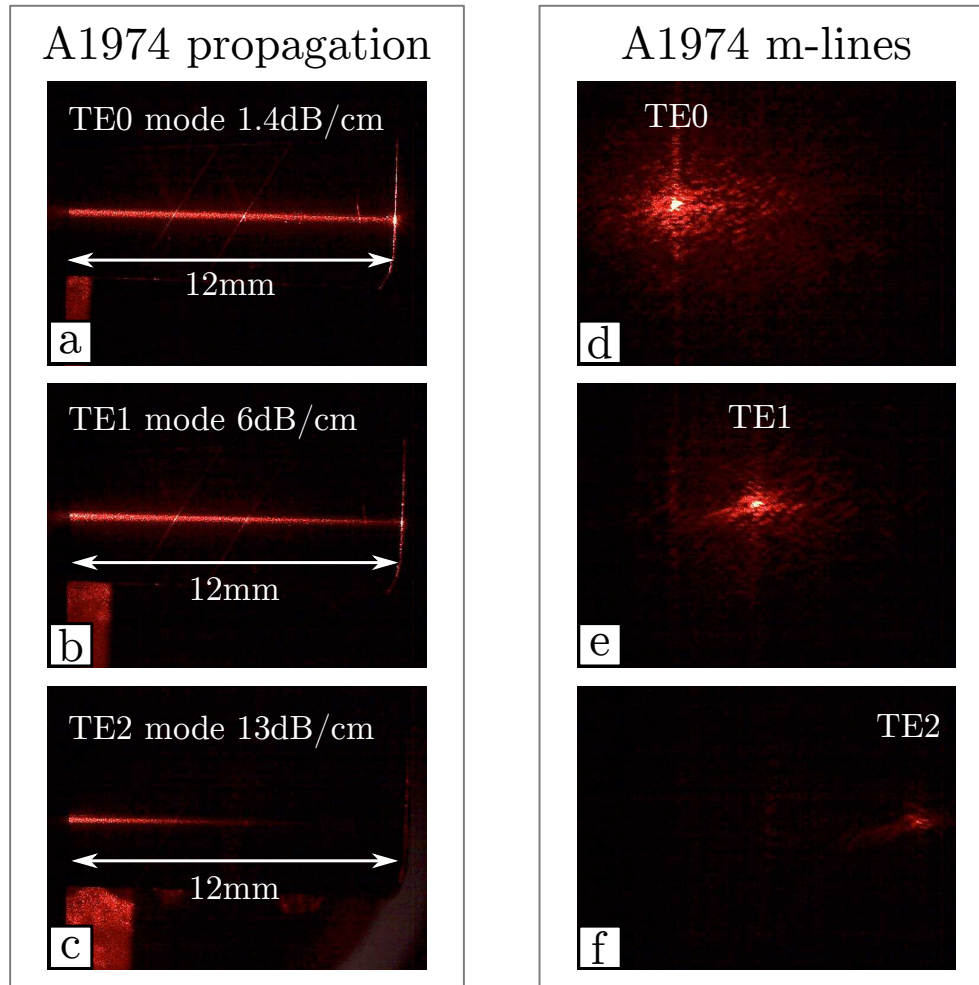 A1974 propagation
TE0 mode 1.4dB/cm
12mm
a
TE1 mode 6dB/cm
12mm
b
TE2 mode 13dB/cm
12mm
c
A1974 m-lines
TE0
d
TE1
e
TE2
f